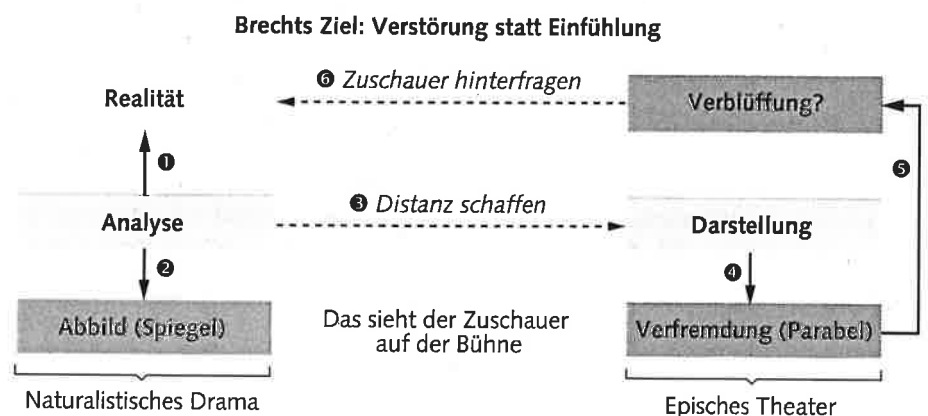 Brechts Ziel: Verstörung statt Einfühlung
Realität
❻ Zuschauer hinterfragen
Verblüffung?
❶
❺
Analyse
❸ Distanz schaffen
Darstellung
❷
❹
Abbild (Spiegel)
Das sieht der Zuschauer
auf der Bühne
Verfremdung (Parabel)
Naturalistisches Drama
Episches Theater